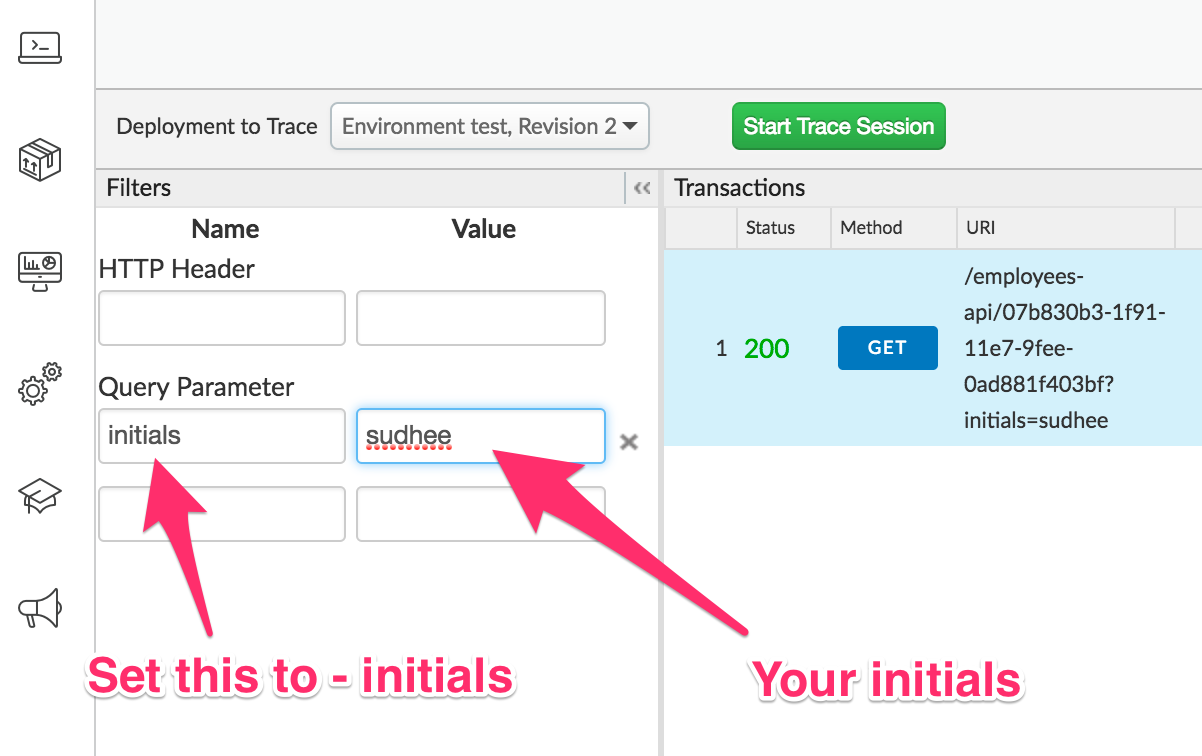 Deployment to Trace Environment test, Revision 2 Start Trace Session
Filters
Name Value
HTTP Header
Query Parameter
initials sudhee
Transactions
Status Method URI
/employees-
api/07b830b3-1f91-
1 200 GET 11e7-9fee-
0ad881f403bf?
initials=sudhee
Set this to - initials
Your initials